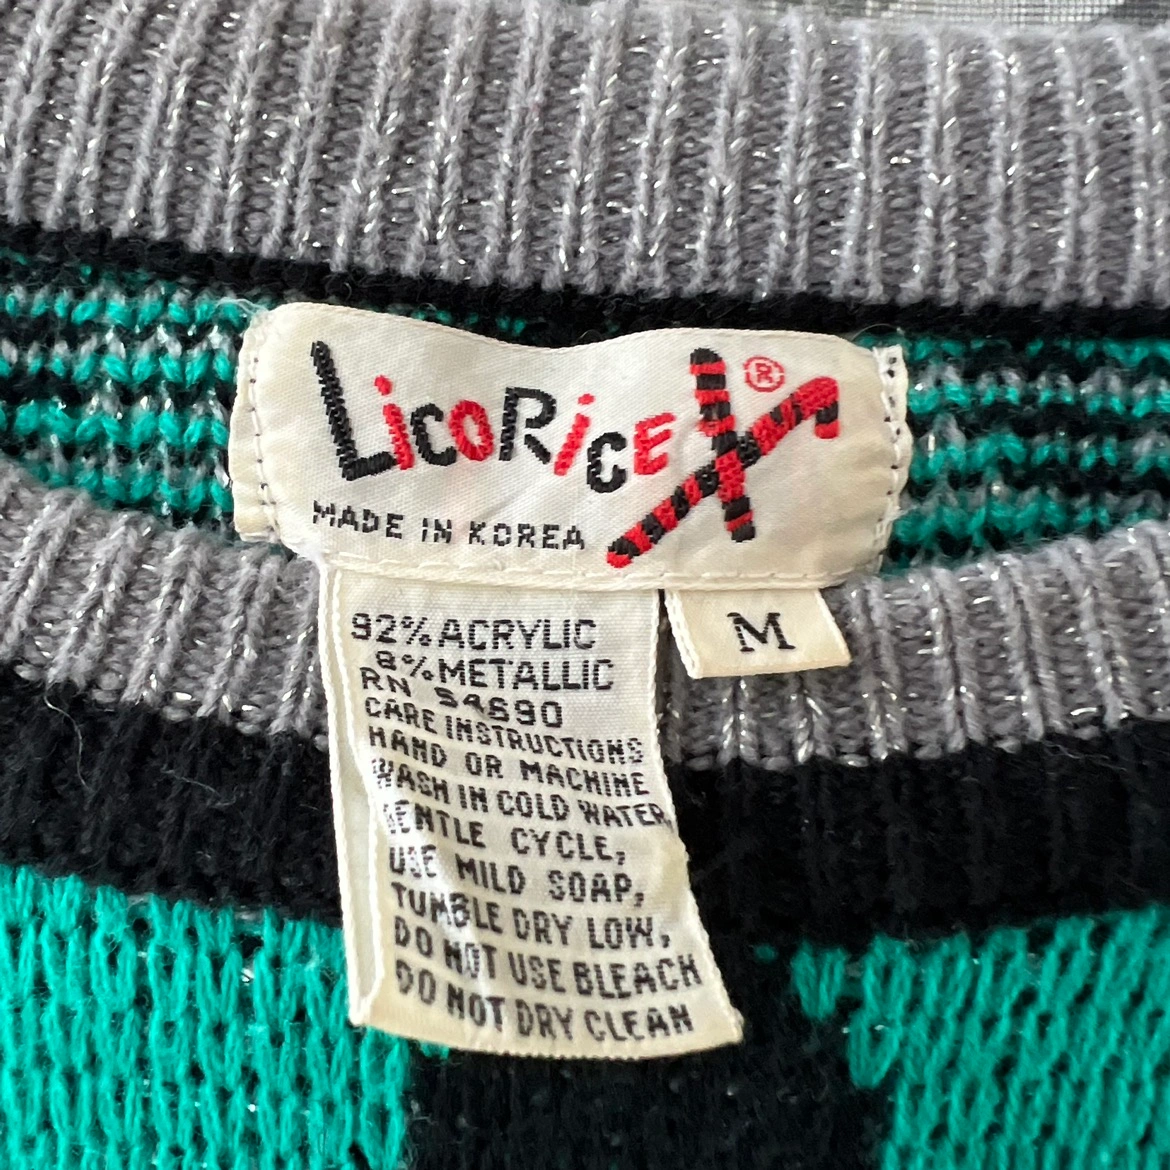 LicoRice ®
MADE IN KOREA
M
92% ACRYLIC
8% METALLIC
RN 54690
CARE INSTRUCTIONS
HAND OR MACHINE
WASH IN COLD WATER,
GENTLE CYCLE,
USE MILD SOAP,
TUMBLE DRY LOW,
DO NOT USE BLEACH
DO NOT DRY CLEAN